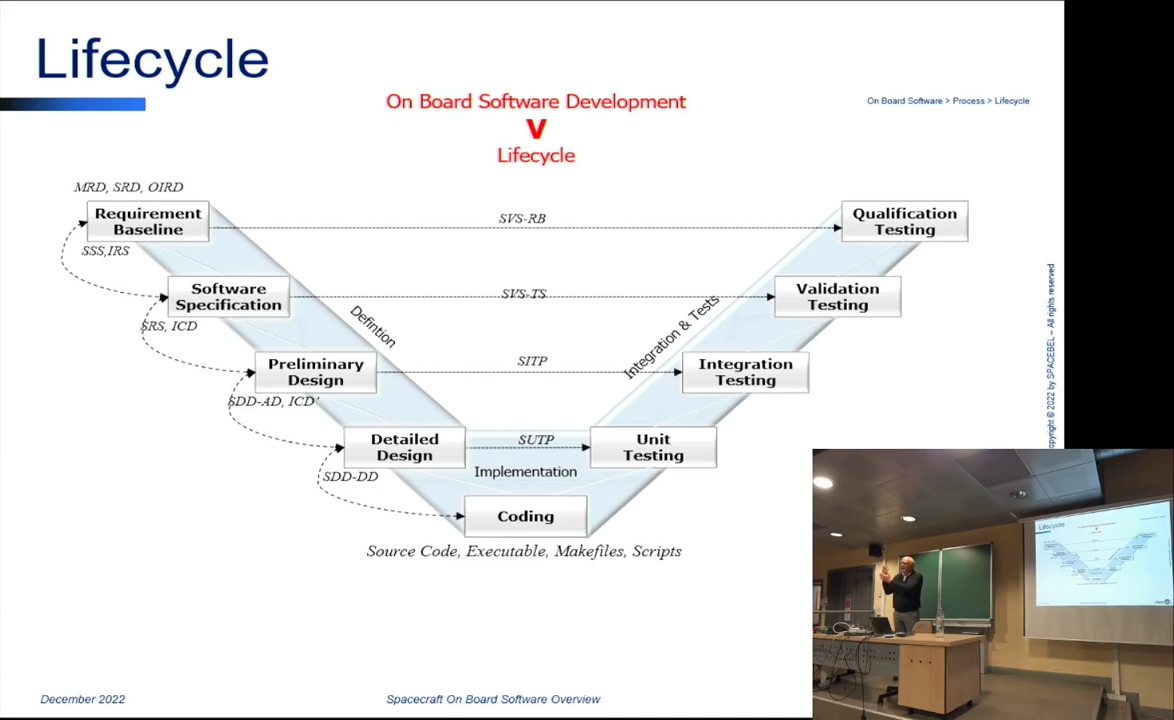 Lifecycle
On Board Software Development
V
Lifecycle
On Board Software > Process > Lifecycle
MRD, SRD, OIRD
Requirement
Baseline
SSS,IRS
SVS-RB
Qualification
Testing
Software
Specification
SRS, ICD
SVS-TS
Validation
Testing
Defintion
Integration & Tests
Preliminary
Design
SDD-AD, ICD'
SITP
Integration
Testing
Detailed
Design
SDD-DD
SUTP
Unit
Testing
Implementation
Coding
Source Code, Executable, Makefiles, Scripts
opyright © 2022 by SPACEBEL – All rights reserved
December 2022
Spacecraft On Board Software Overview
Lifecycle